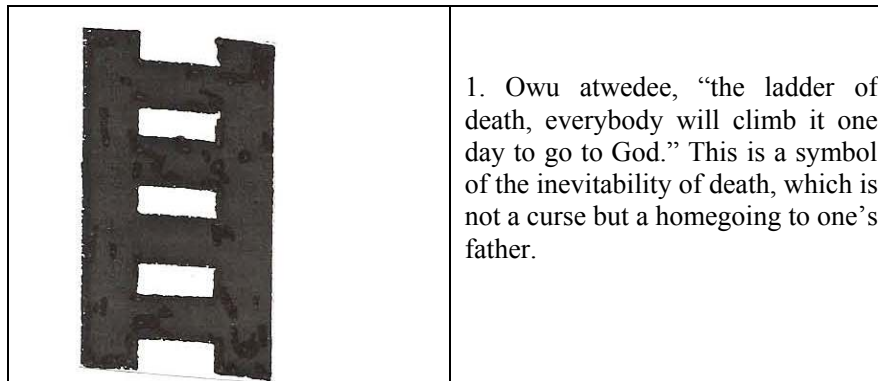 1. Owu atwedee, “the ladder of
death, everybody will climb it one
day to go to God.” This is a symbol
of the inevitability of death, which is
not a curse but a homegoing to one’s
father.